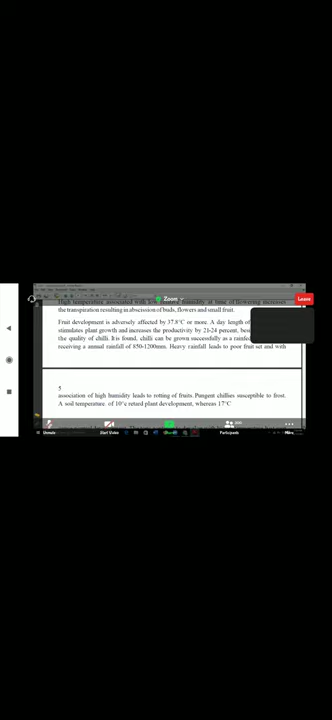 Zoom
Leave
High temperature associated with low relative humidity at time of flowering increases
the transpiration resulting in abscission of buds, flowers and small fruit.
Fruit development is adversely affected by 37.8°C or more. A day length of
stimulates plant growth and increases the productivity by 21-24 percent,
the quality of chilli. It is found, chilli can be grown successfully as a
receiving a annual rainfall of 850-1200mm. Heavy rainfall leads to poor fruit set and with
5
association of high humidity leads to rotting of fruits. Pungent chillies susceptible to frost.
A soil temperature of 10°c retard plant development, whereas 17°C
Unmute
Start Video
Participants
More